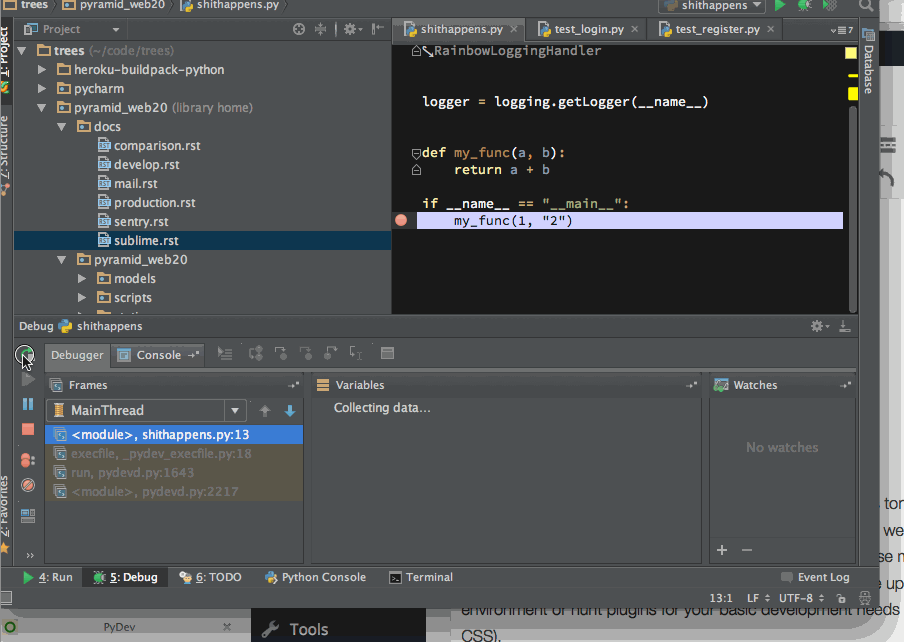 trees
pyramid_web20
shithappens.py
shithappens
1: Project
Project
shithappens.py
test_login.py
test_register.py
7
trees (~/code/trees)
heroku-buildpack-python
pycharm
pyramid_web20 (library home)
docs
comparison.rst
develop.rst
mail.rst
production.rst
sentry.rst
sublime.rst
pyramid_web20
models
scripts
RainbowLoggingHandler
logger = logging.getLogger(__name__)
def my_func(a, b):
return a + b
if __name__ == "__main__":
my_func(1, "2")
Database
Z: Structure
Debug shithappens
Debugger
Console
Frames
Variables
Watches
MainThread
Collecting data...
<module>, shithappens.py:13
execfile, _pydev_execfile.py:18
run, pydevd.py:1643
<module>, pydevd.py:2217
No watches
2: Favorites
4: Run
5: Debug
6: TODO
Python Console
Terminal
Event Log
13:1
LF
UTF-8
PyDev
Tools
we
up
environment or hunt plugins for your basic development needs
CSS).